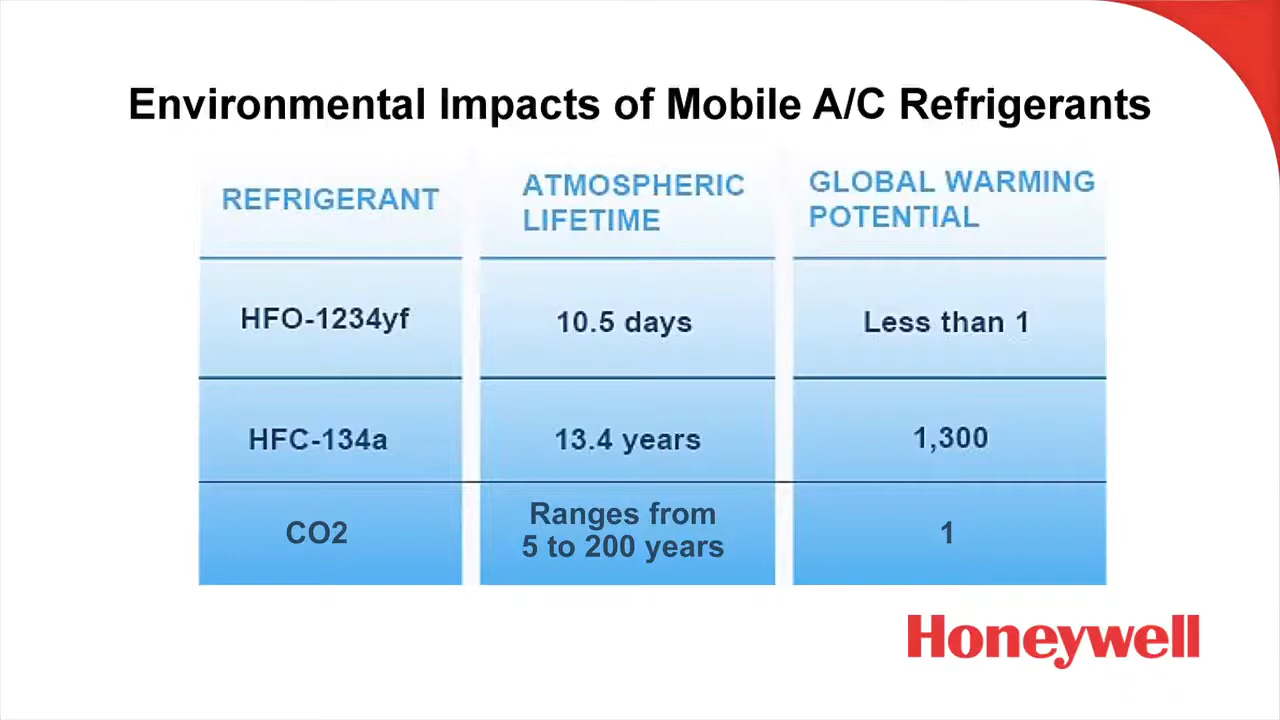 Environmental Impacts of Mobile A/C Refrigerants
REFRIGERANT
ATMOSPHERIC
LIFETIME
GLOBAL WARMING
POTENTIAL
HFO-1234yf
10.5 days
Less than 1
HFC-134a
13.4 years
1,300
CO2
Ranges from
5 to 200 years
1
Honeywell